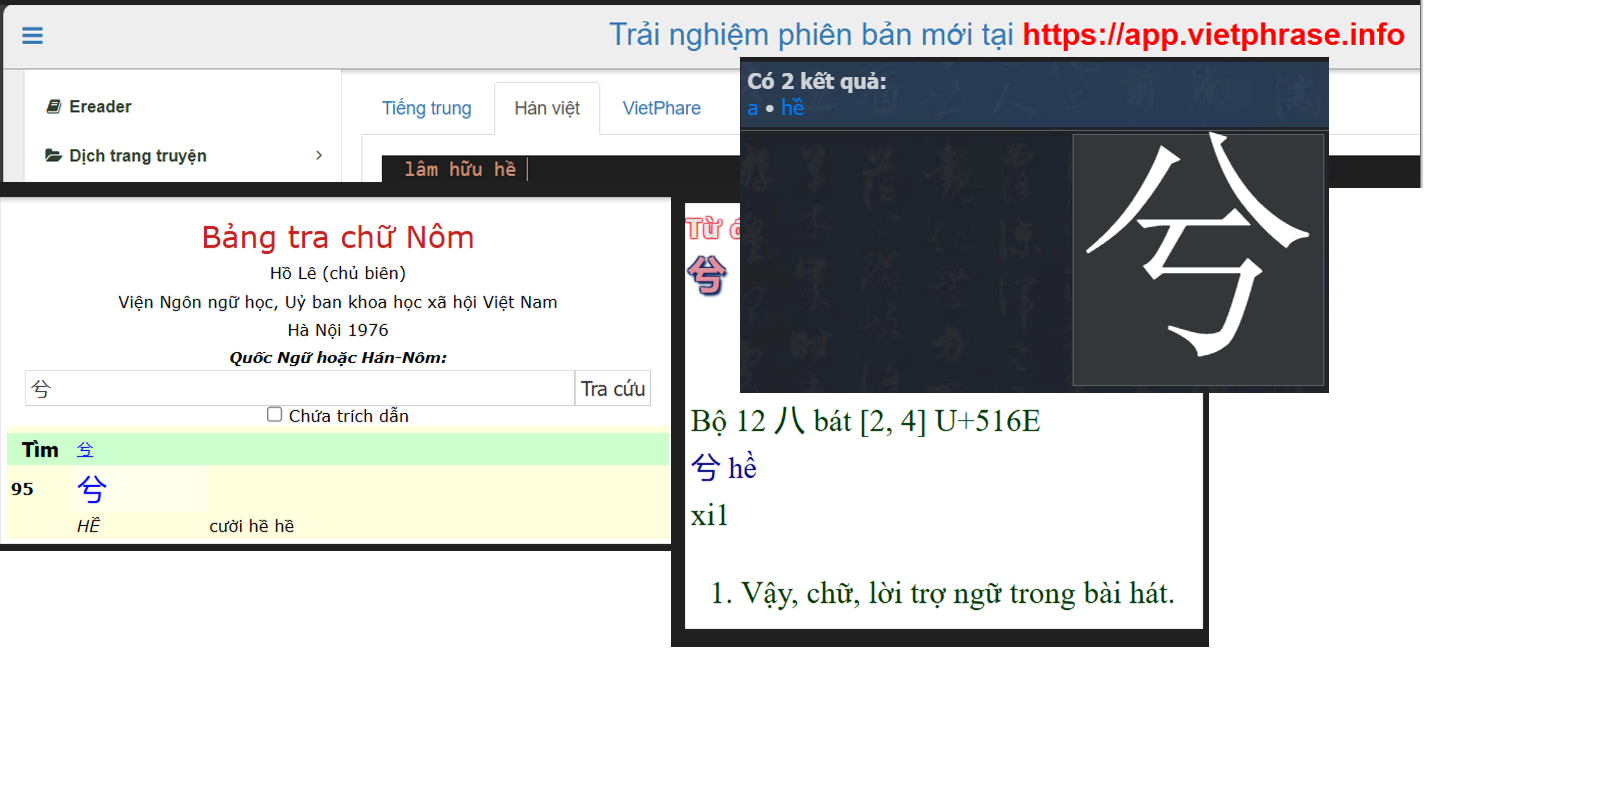 Trải nghiệm phiên bản mới tại https://app.vietphrase.info
Ereader
Dịch trang truyện
Tiếng trung
Hán việt
VietPhare
lâm hữu hề
Có 2 kết quả:
a • hề
兮
Bảng tra chữ Nôm
Hồ Lê (chủ biên)
Viện Ngôn ngữ học, Uỷ ban khoa học xã hội Việt Nam
Hà Nội 1976
Quốc Ngữ hoặc Hán-Nôm:
兮 Tra cứu
Chứa trích dẫn
Tìm 兮
95 兮
HỀ cười hề hề
Từ
兮
Bộ 12 八 bát [2, 4] U+516E
兮 hề
xi1
1. Vậy, chữ, lời trợ ngữ trong bài hát.